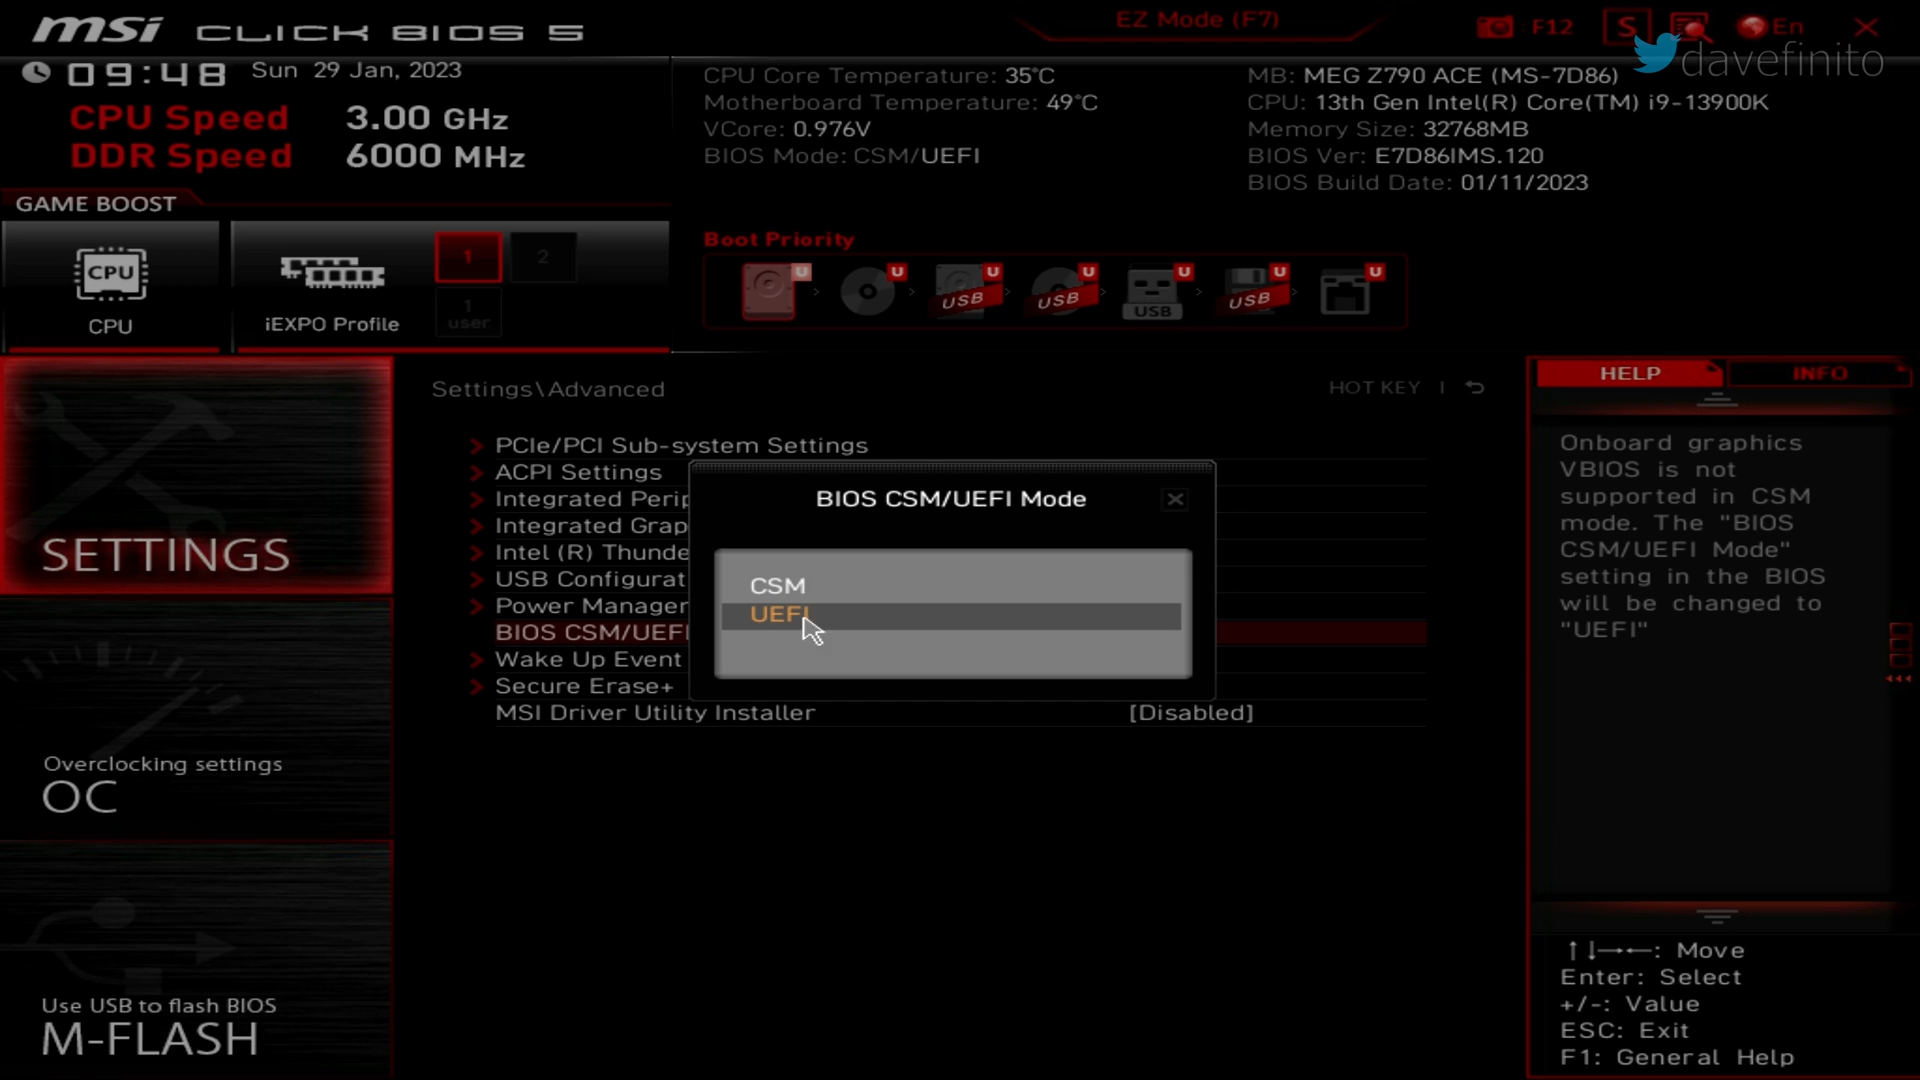 msi CLICK BIOS 5
EZ Mode (F7)
: F12
S
En
davefinito
09:48 Sun 29 Jan, 2023
CPU Speed 3.00 GHz
DDR Speed 6000 MHz
CPU Core Temperature: 35°C
Motherboard Temperature: 49°C
VCore: 0.976V
BIOS Mode: CSM/UEFI
MB: MEG Z790 ACE (MS-7D86)
CPU: 13th Gen Intel(R) Core(TM) i9-13900K
Memory Size: 32768MB
BIOS Ver: E7D86IMS.120
BIOS Build Date: 01/11/2023
GAME BOOST
CPU
CPU
iEXPO Profile
1
2
1
user
Boot Priority
U U U U U U U
USB USB USB USB
SETTINGS
Overclocking settings
OC
Use USB to flash BIOS
M-FLASH
Settings\Advanced
HOT KEY |
PCIe/PCI Sub-system Settings
ACPI Settings
Integrated Perip
Integrated Grap
Intel (R) Thunde
USB Configurat
Power Manager
BIOS CSM/UEFI
Wake Up Event
Secure Erase+
MSI Driver Utility Installer [Disabled]
BIOS CSM/UEFI Mode
CSM
UEFI
HELP
INFO
Onboard graphics
VBIOS is not
supported in CSM
mode. The "BIOS
CSM/UEFI Mode"
setting in the BIOS
will be changed to
"UEFI"
↑↓→←: Move
Enter: Select
+/-: Value
ESC: Exit
F1: General Help